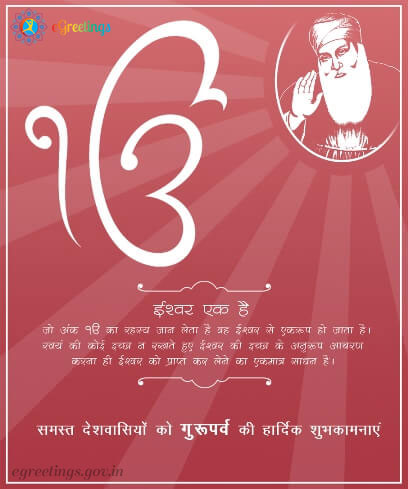 eGreetings
ੴ
ईश्वर एक है
जो अंक ੴ का रहस्य जान लेता है वह ईश्वर से एकरूप हो जाता है।
स्वयं की कोई इच्छा न रखते हुए ईश्वर की इच्छा के अनुरूप आचरण
करना ही ईश्वर को प्राप्त कर लेने का एकमात्र साधन है।
समस्त देशवासियों को गुरूपर्व की हार्दिक शुभकामनाएं
egreetings.gov.in